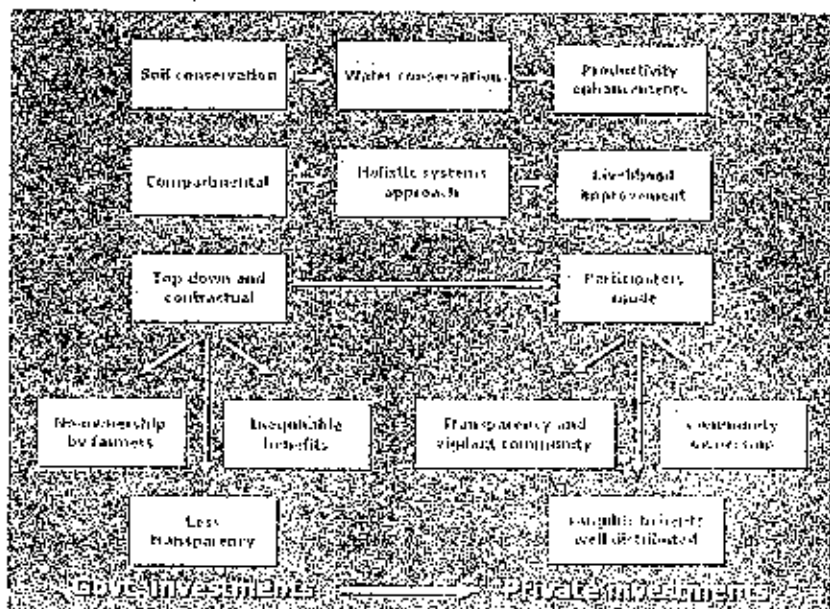 Soil conservation
Water conservation
Productivity
enhancements
Compartmental
Holistic systems
approach
Livelihood
improvement
Top-down and
contractual
Participatory
mode
No ownership
by farmers
Inequitable
benefits
Transparency and
vigilant community
Community
ownership
Less
transparency
Tangible benefits
well distributed
Govt. investments
Private investments